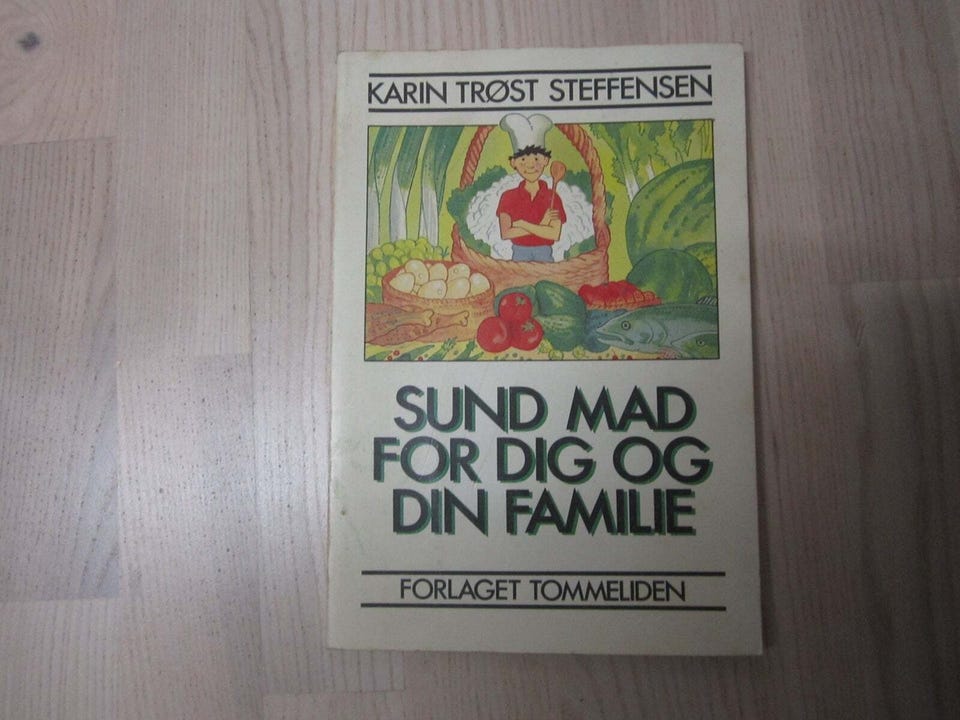 KARIN TRØST STEFFENSEN
SUND MAD
FOR DIG OG
DIN FAMILIE
FORLAGET TOMMELIDEN